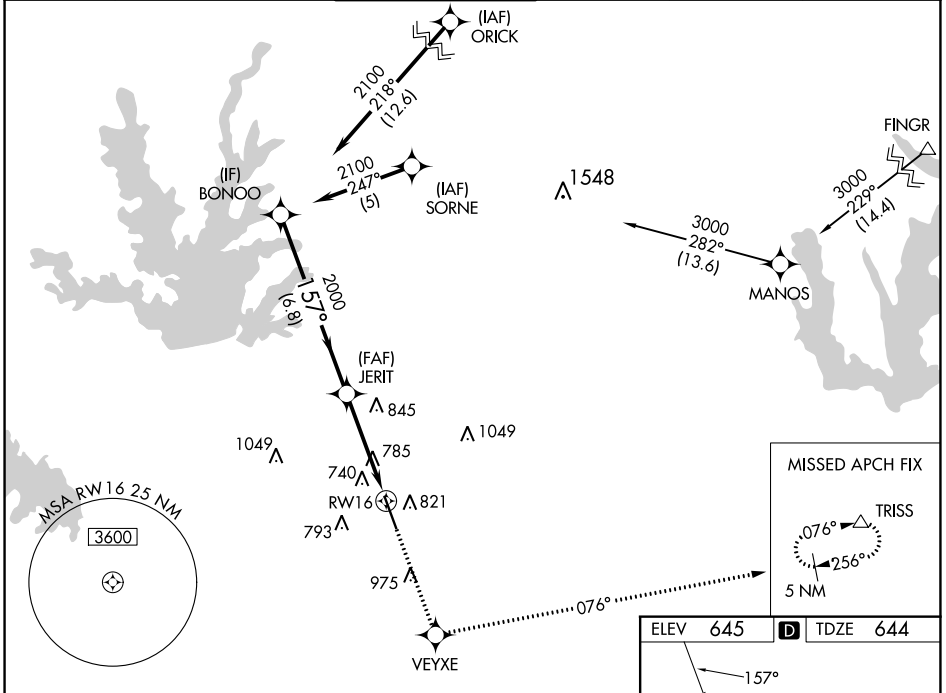 (IAF)
ORICK
2100
218°
(12.6)
FINGR
3000
229°
(14.4)
2100
247°
(5)
(IAF)
SORNE
1548
(IF)
BONOO
3000
282°
(13.6)
MANOS
2000
157°
(6.8)
(FAF)
JERIT
845
1049
1049
785
740
RW16
821
793
975
MSA RW16 25 NM
3600
MISSED APCH FIX
TRISS
076°
256°
5 NM
076°
VEYXE
ELEV 645 D TDZE 644
157°